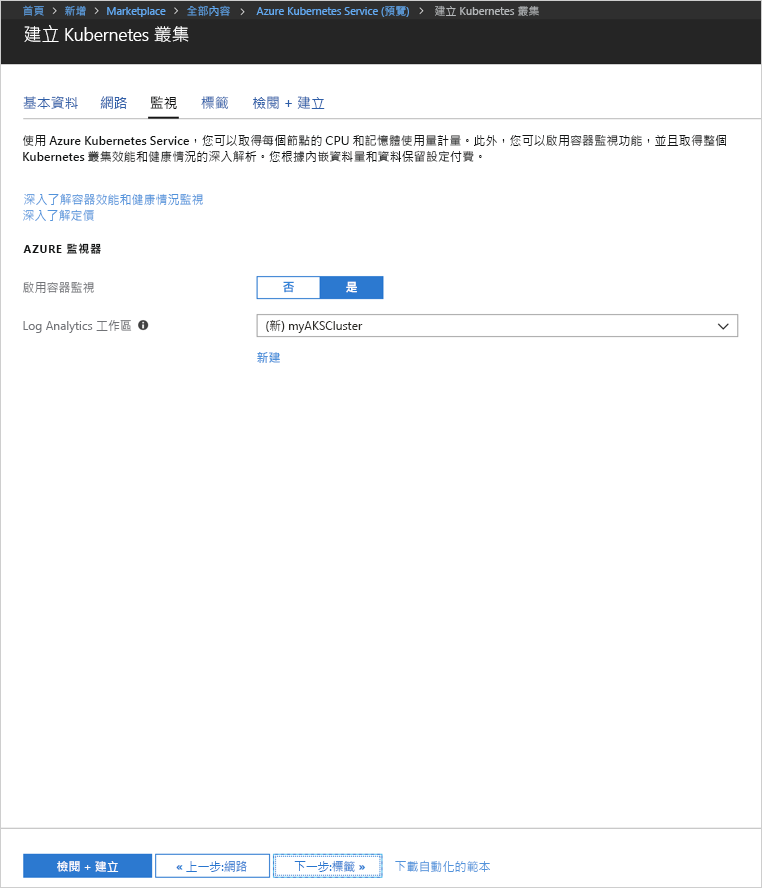 首頁 > 新增 > Marketplace > 全部內容 > Azure Kubernetes Service (預覽) > 建立 Kubernetes 叢集
建立 Kubernetes 叢集
基本資料 網路 監視 標籤 檢閱 + 建立
使用 Azure Kubernetes Service，您可以取得每個節點的 CPU 和記憶體使用量計量。此外，您可以啟用容器監視功能，並且取得整個
Kubernetes 叢集效能和健康情況的深入解析。您根據內嵌資料量和資料保留設定付費。
深入了解容器效能和健康情況監視
深入了解定價
AZURE 監視器
啟用容器監視 否 是
Log Analytics 工作區 (新) myAKSCluster
新建
檢閱 + 建立 « 上一步:網路 下一步:標籤 » 下載自動化的範本